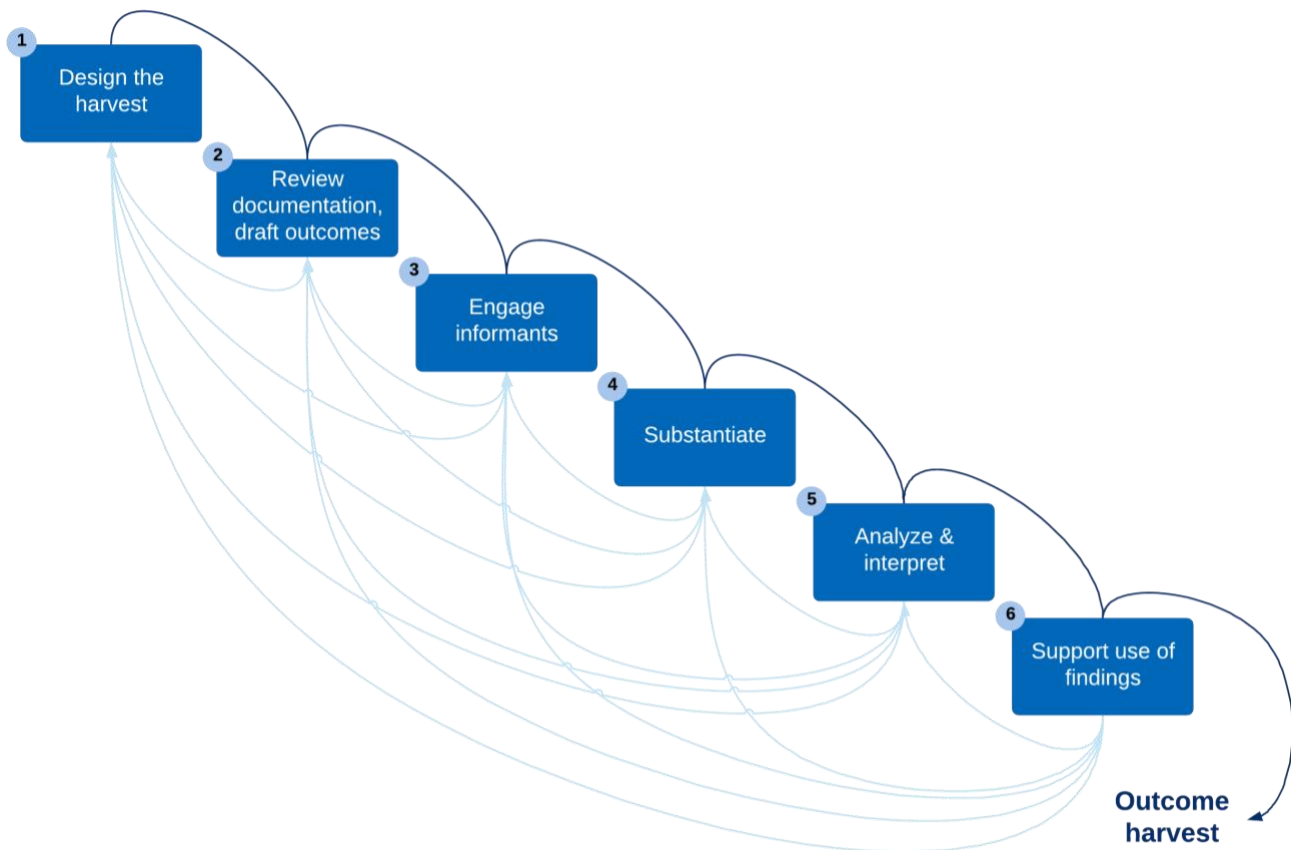 1
Design the
harvest
2
Review
documentation,
draft outcomes
3
Engage
informants
4
Substantiate
5
Analyze &
interpret
6
Support use of
findings
Outcome
harvest